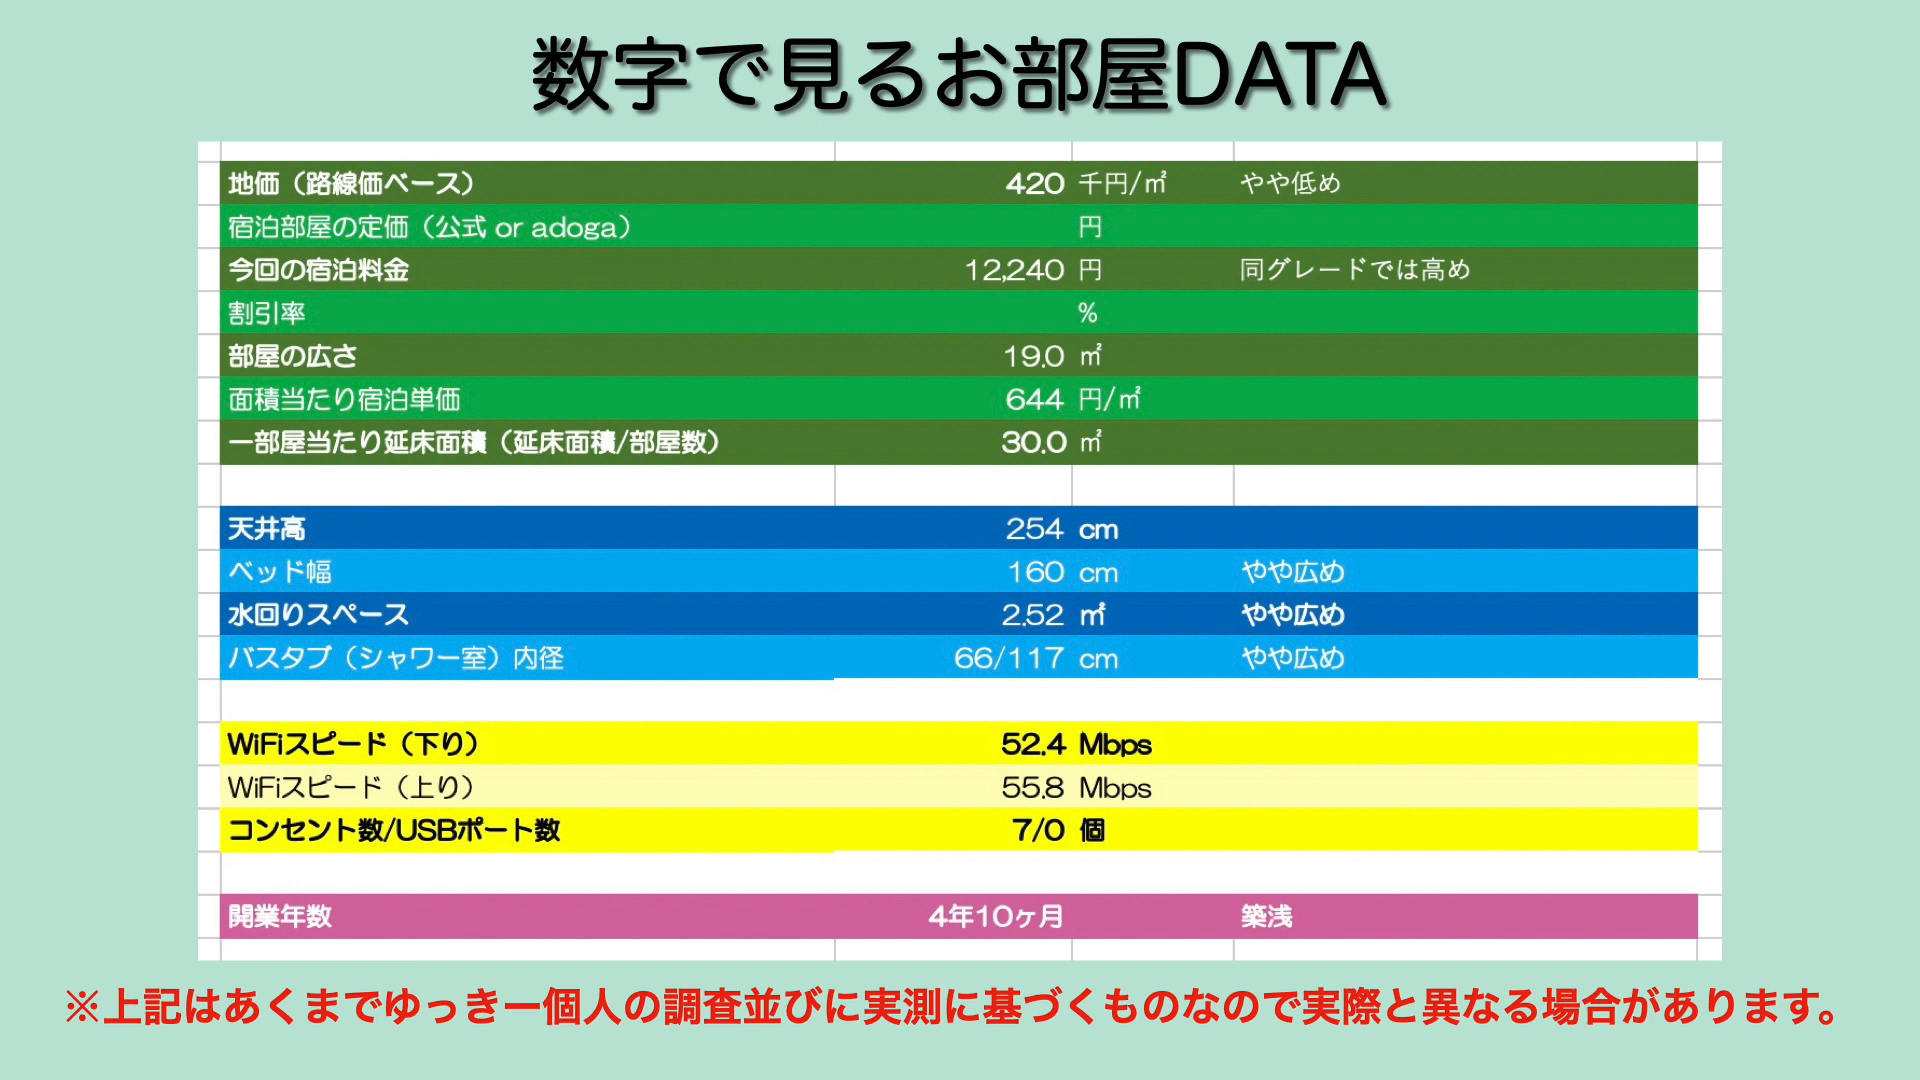 数字で見るお部屋DATA
地価（路線価ベース） 420 千円/㎡ やや低め
宿泊部屋の定価（公式 or adoga） 円
今回の宿泊料金 12,240 円 同グレードでは高め
割引率 %
部屋の広さ 19.0 ㎡
面積当たり宿泊単価 644 円/㎡
一部屋当たり延床面積（延床面積/部屋数） 30.0 ㎡
天井高 254 cm
ベッド幅 160 cm やや広め
水回りスペース 2.52 ㎡ やや広め
バスタブ（シャワー室）内径 66/117 cm やや広め
WiFiスピード（下り） 52.4 Mbps
WiFiスピード（上り） 55.8 Mbps
コンセント数/USBポート数 7/0 個
開業年数 4年10ヶ月 築浅
※上記はあくまでゆっきー個人の調査並びに実測に基づくものなので実際と異なる場合があります。